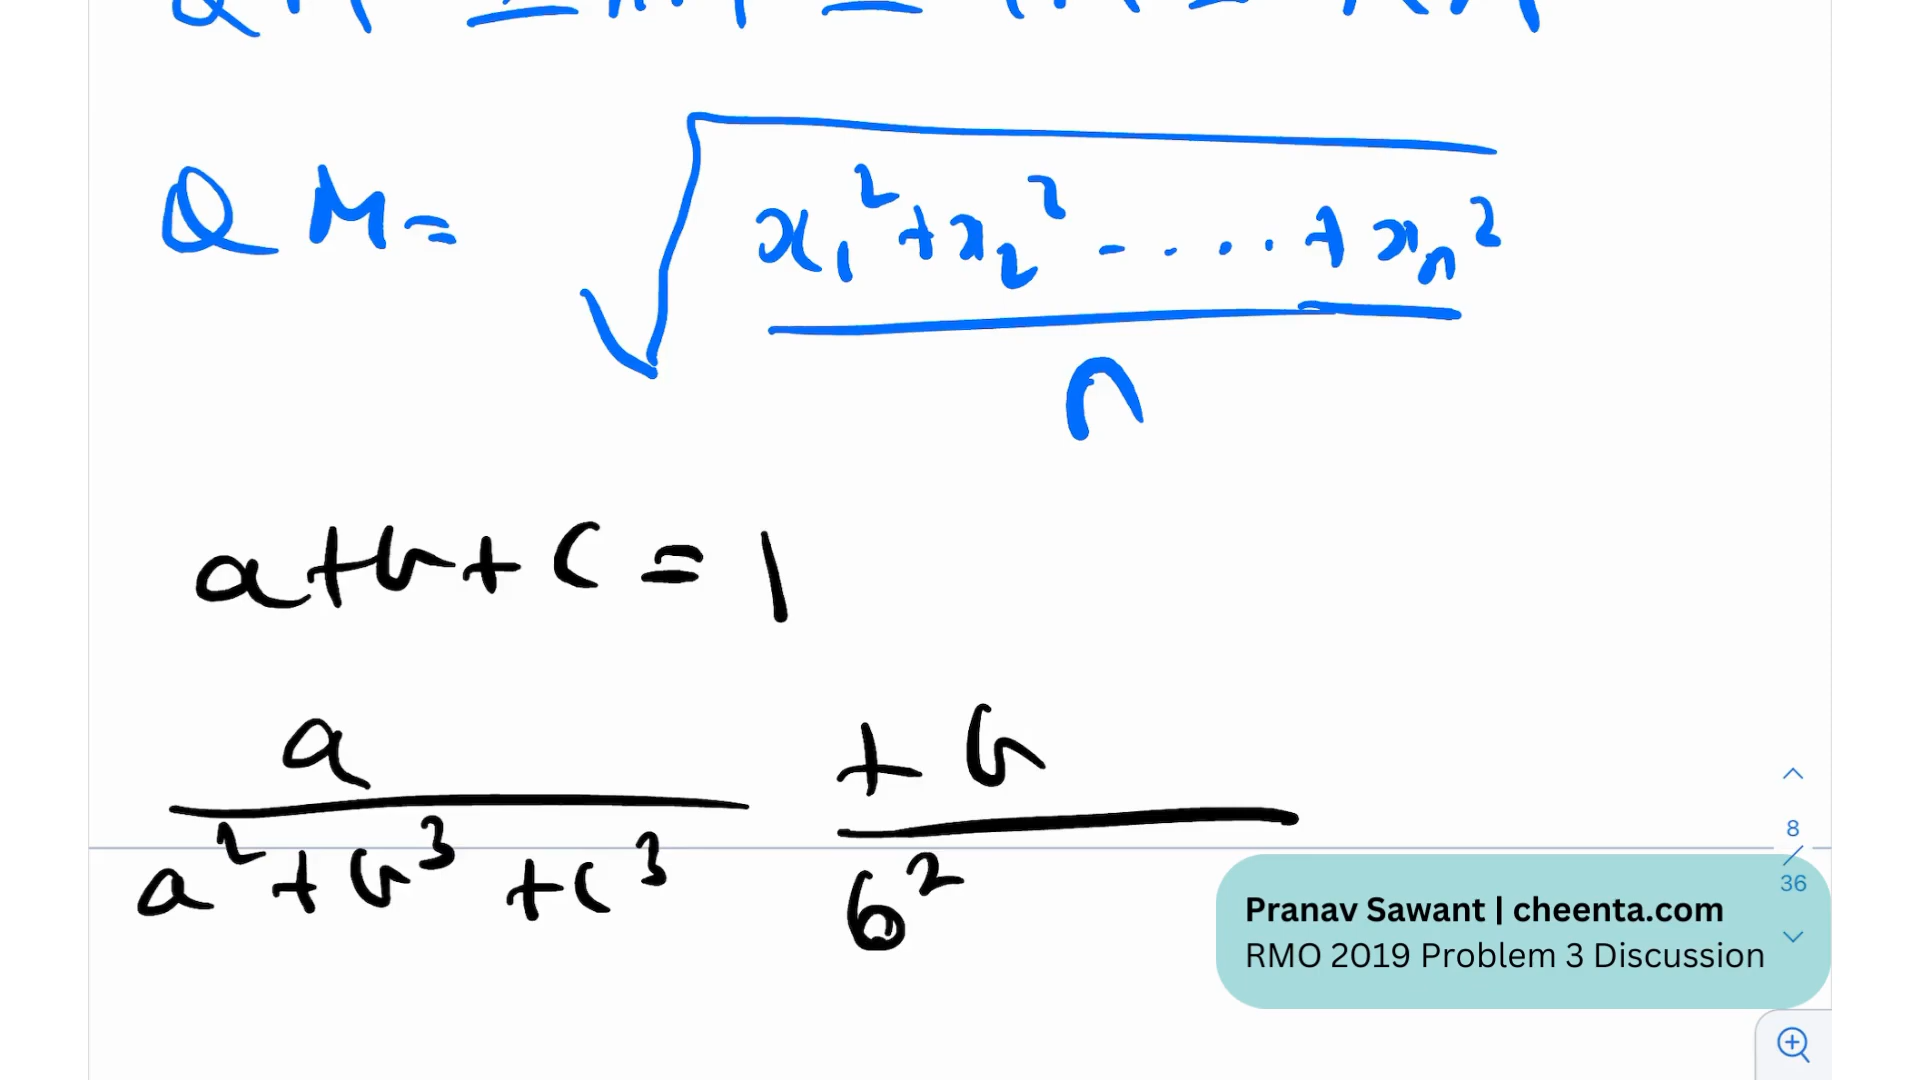 QM =
√
x₁² + x₂² - .... + xₙ²
n
a+b+c = 1
a + b
a² + b³ + c³ b²
8
/
36
Pranav Sawant | cheenta.com
RMO 2019 Problem 3 Discussion